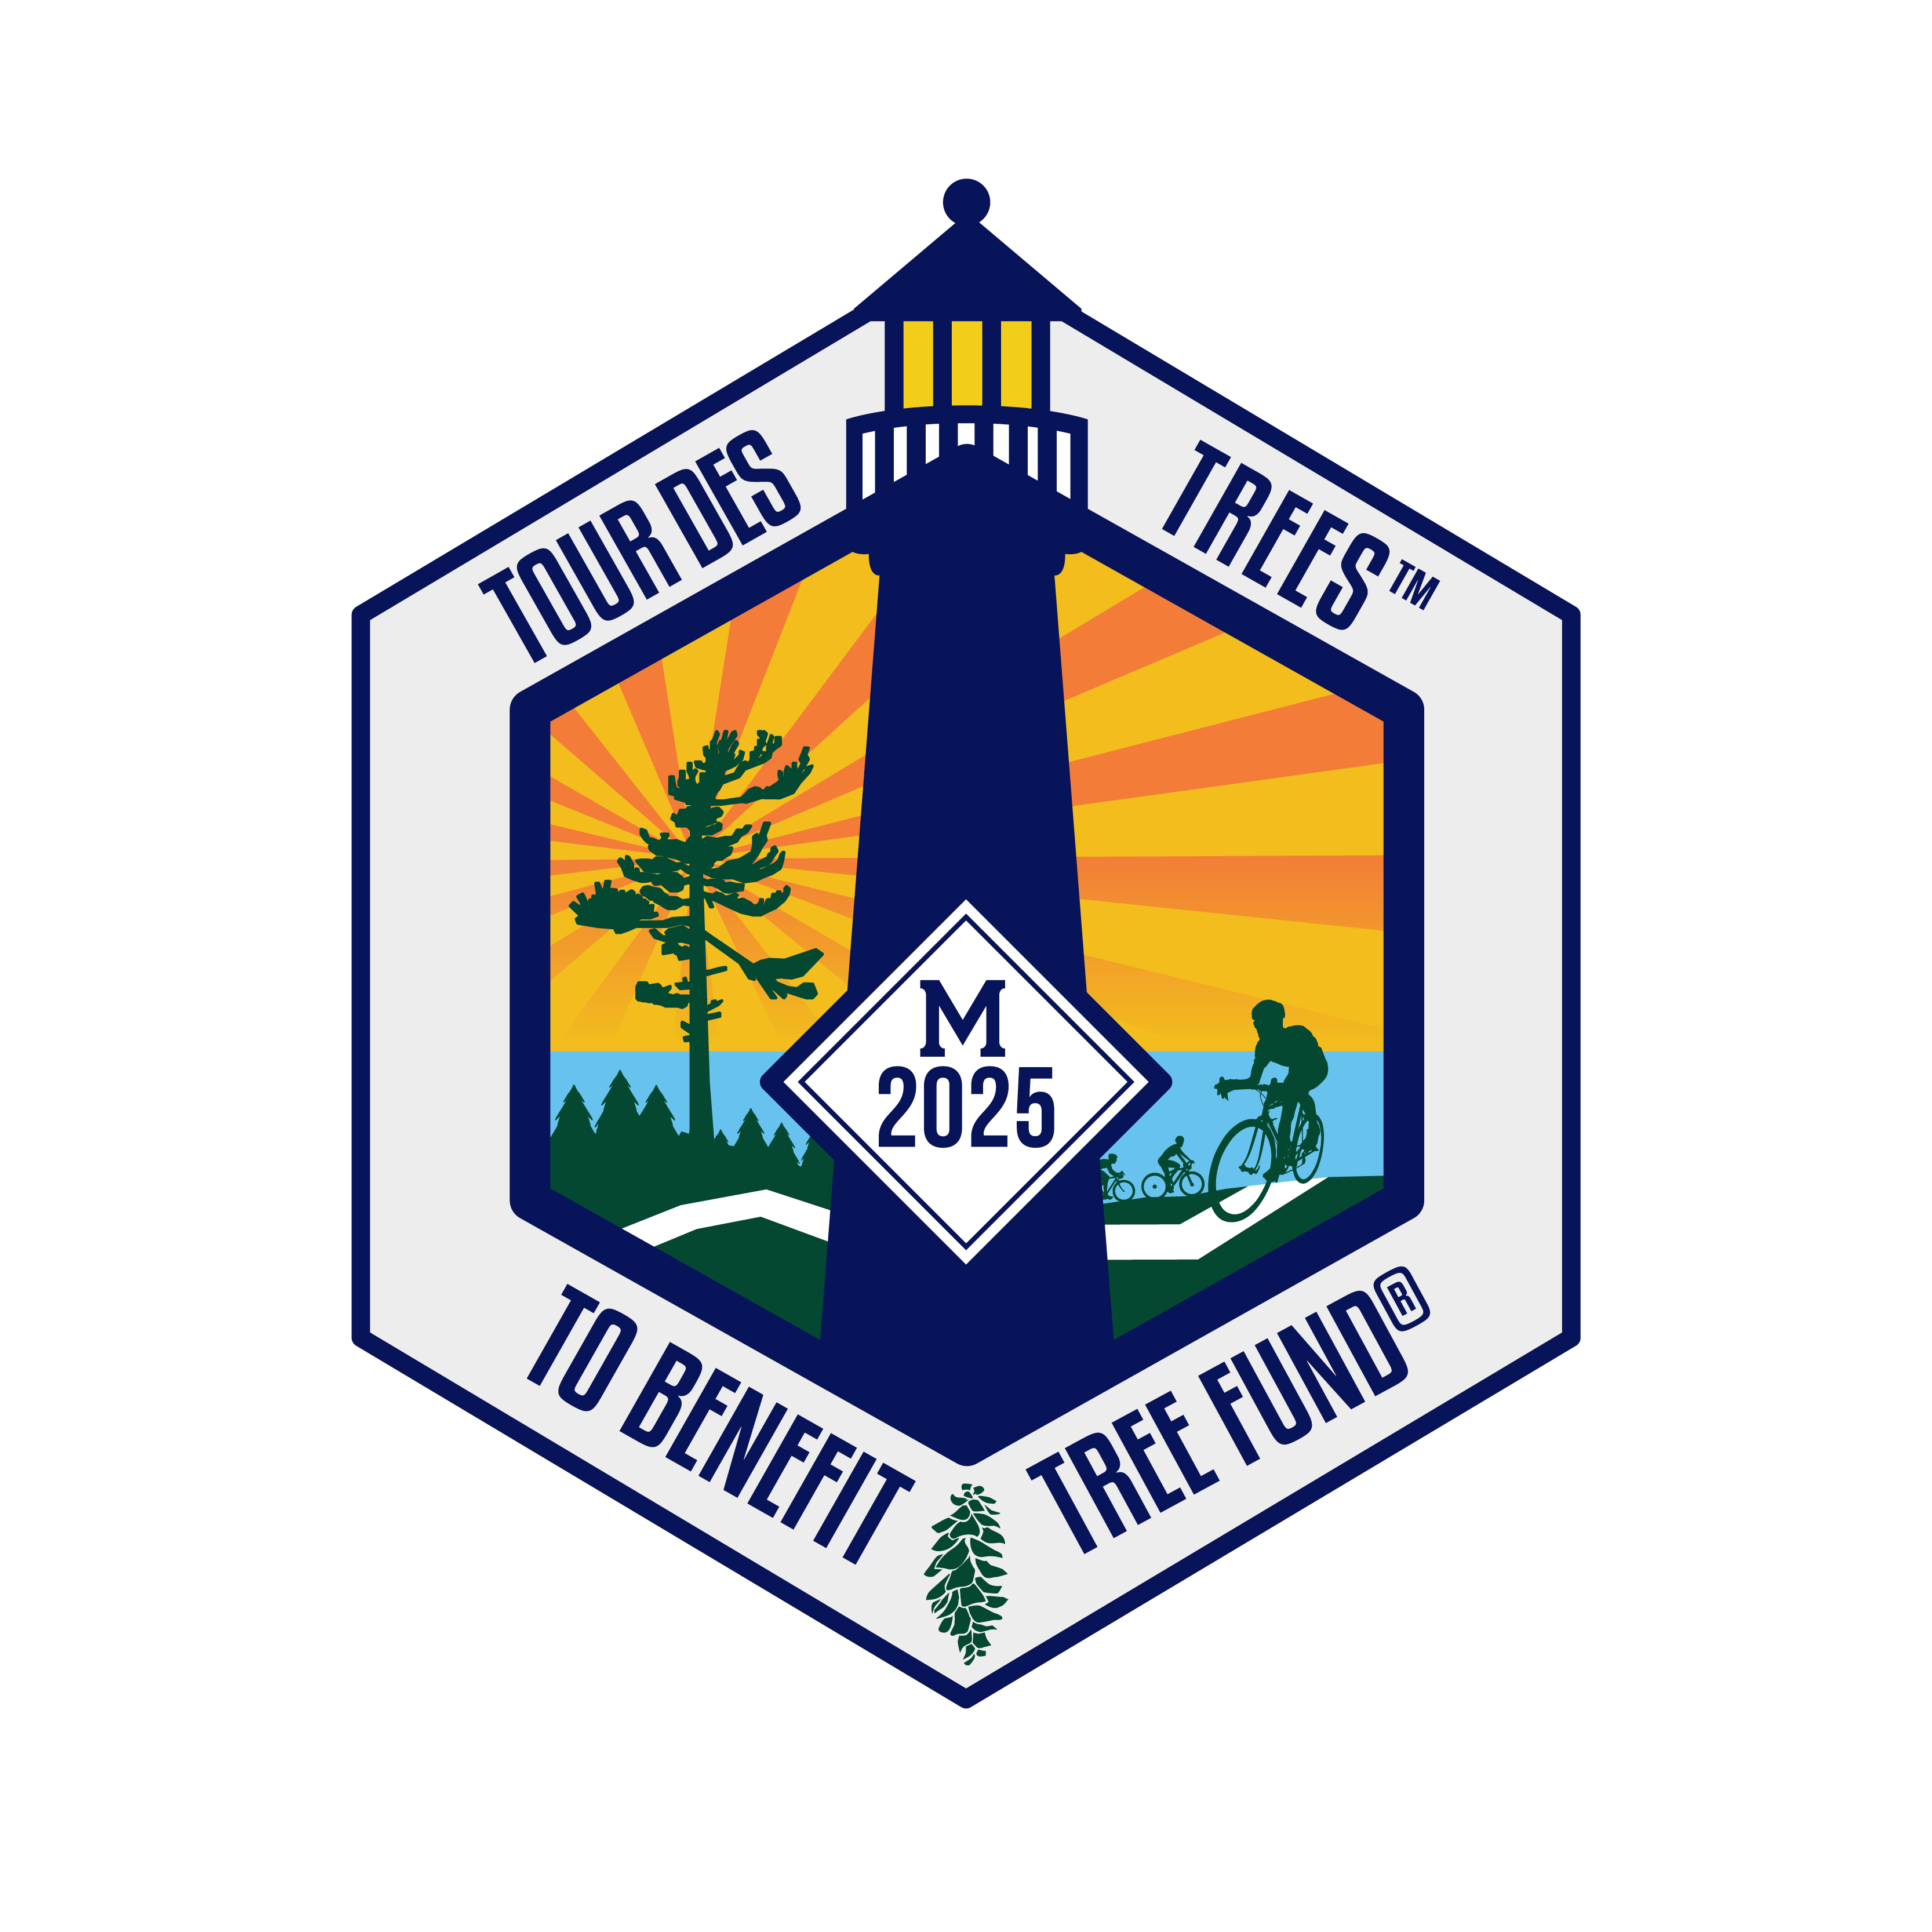 TOUR DES
TREES™
M
2025
TO BENEFIT
TREE FUND®